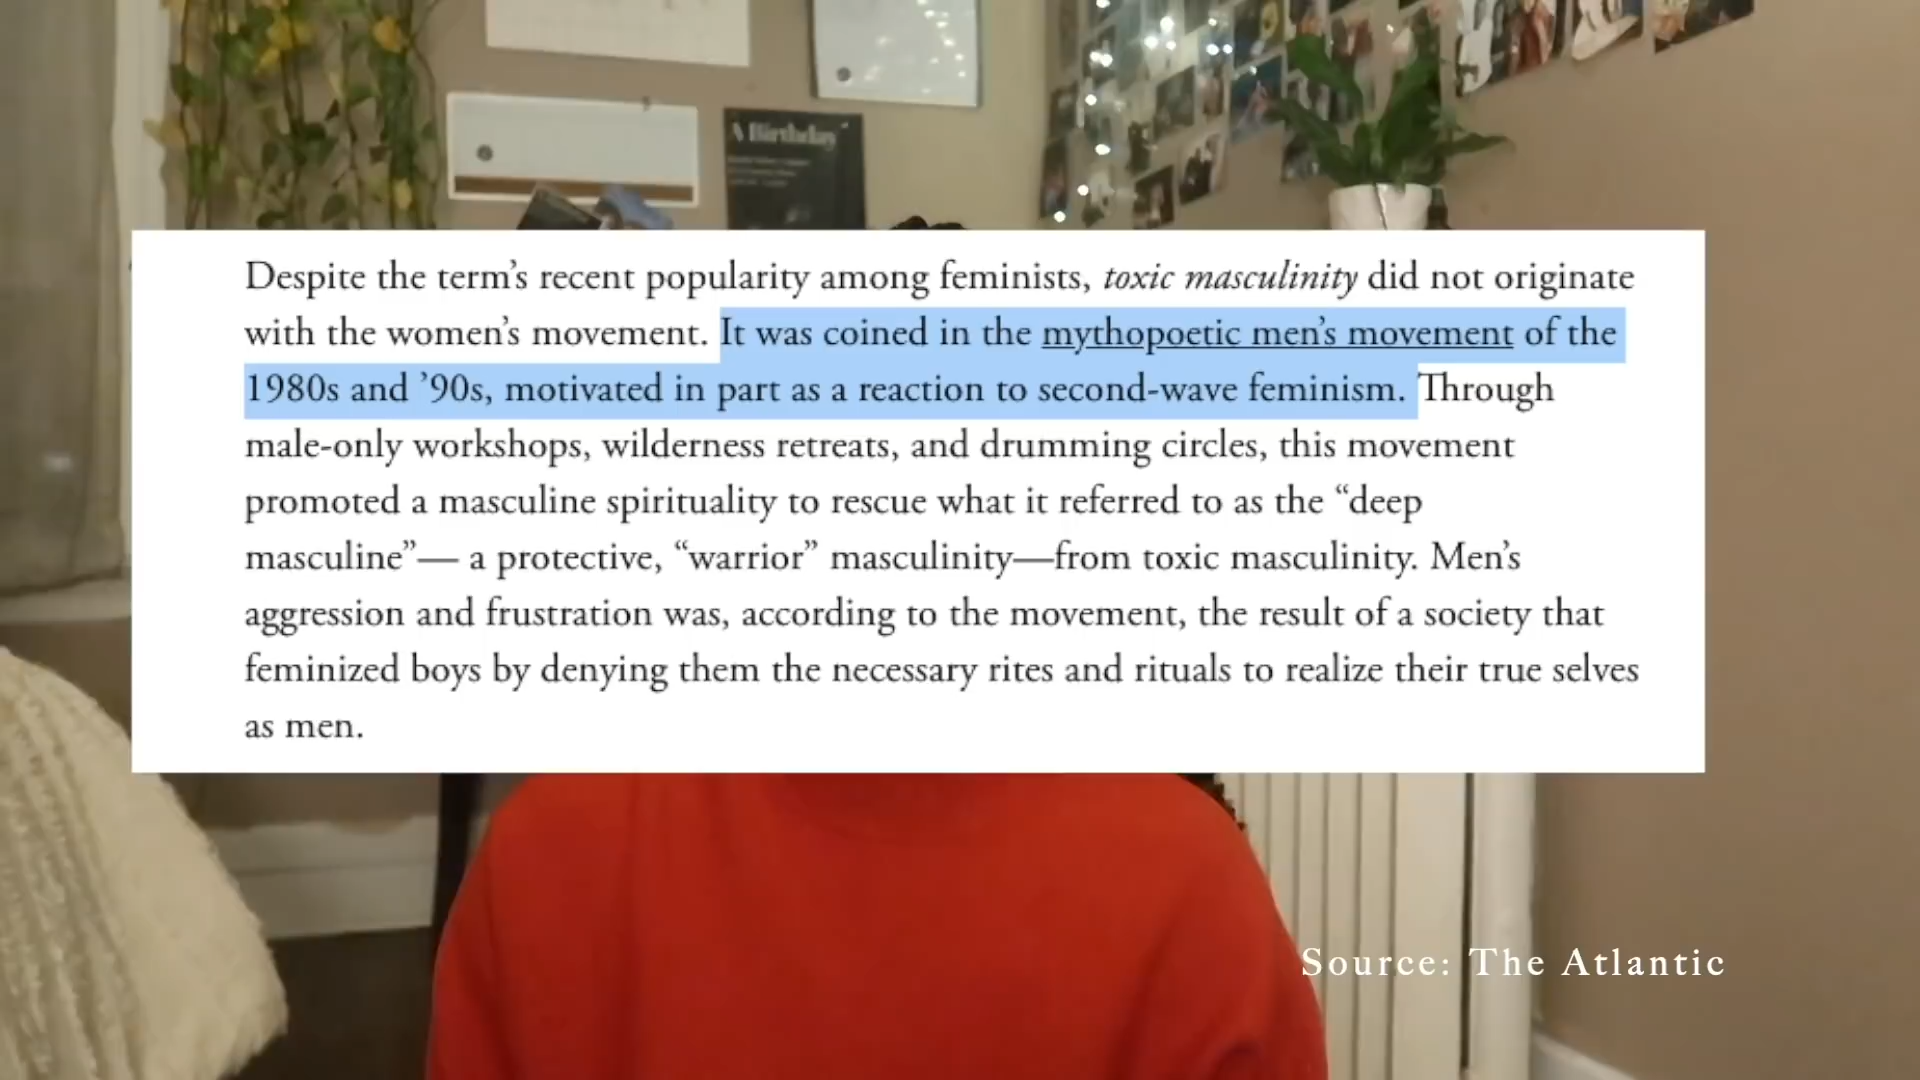 A Birthday
Despite the term’s recent popularity among feminists, toxic masculinity did not originate
with the women’s movement. It was coined in the mythopoetic men’s movement of the
1980s and ’90s, motivated in part as a reaction to second-wave feminism. Through
male-only workshops, wilderness retreats, and drumming circles, this movement
promoted a masculine spirituality to rescue what it referred to as the “deep
masculine”— a protective, “warrior” masculinity—from toxic masculinity. Men’s
aggression and frustration was, according to the movement, the result of a society that
feminized boys by denying them the necessary rites and rituals to realize their true selves
as men.
Source: The Atlantic